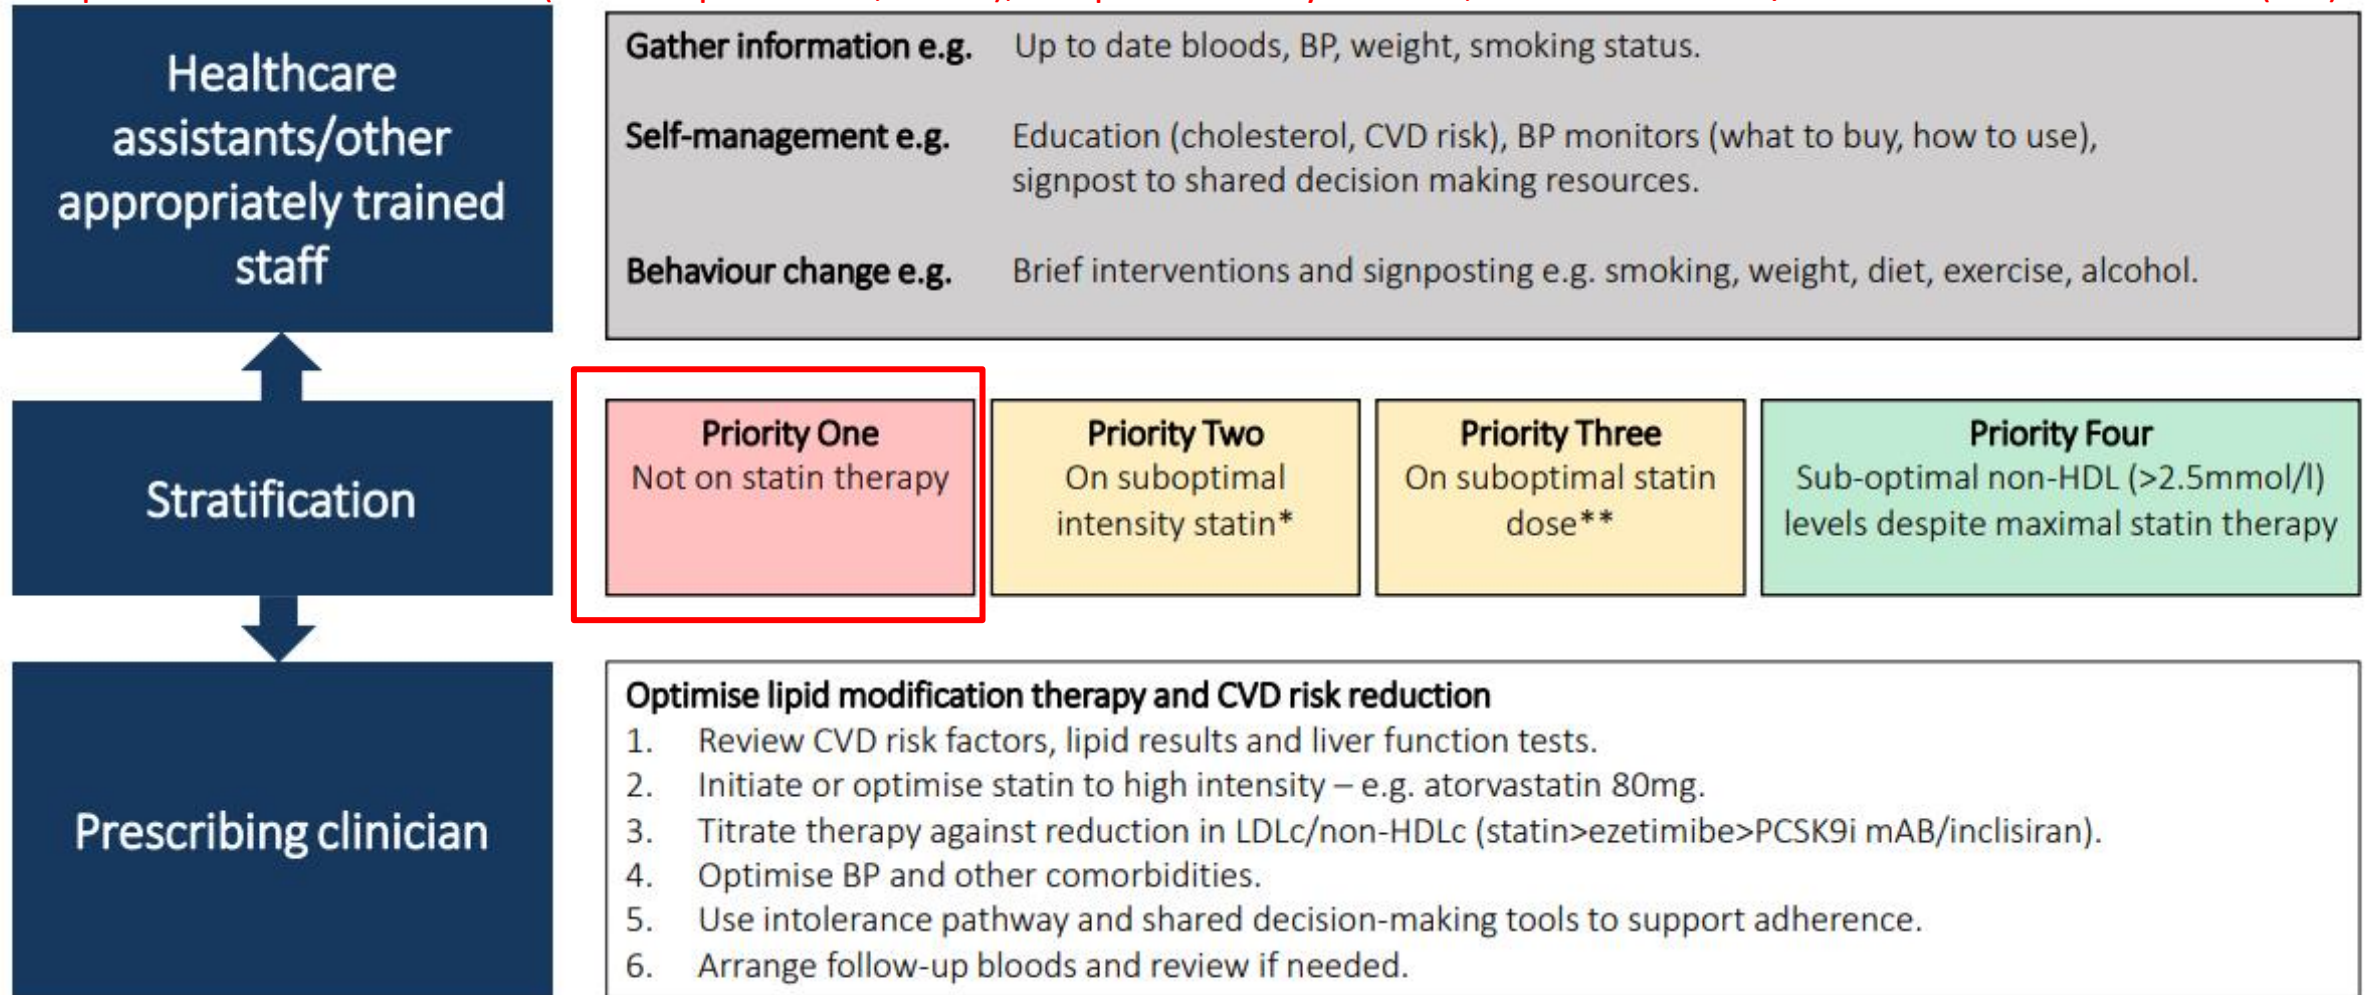 Healthcare
assistants/other
appropriately trained
staff
Gather information e.g. Up to date bloods, BP, weight, smoking status.
Self-management e.g. Education (cholesterol, CVD risk), BP monitors (what to buy, how to use),
signpost to shared decision making resources.
Behaviour change e.g. Brief interventions and signposting e.g. smoking, weight, diet, exercise, alcohol.
Stratification
Priority One
Not on statin therapy
Priority Two
On suboptimal
intensity statin*
Priority Three
On suboptimal statin
dose**
Priority Four
Sub-optimal non-HDL (>2.5mmol/l)
levels despite maximal statin therapy
Prescribing clinician
Optimise lipid modification therapy and CVD risk reduction
1. Review CVD risk factors, lipid results and liver function tests.
2. Initiate or optimise statin to high intensity – e.g. atorvastatin 80mg.
3. Titrate therapy against reduction in LDLc/non-HDLc (statin>ezetimibe>PCSK9i mAB/inclisiran).
4. Optimise BP and other comorbidities.
5. Use intolerance pathway and shared decision-making tools to support adherence.
6. Arrange follow-up bloods and review if needed.